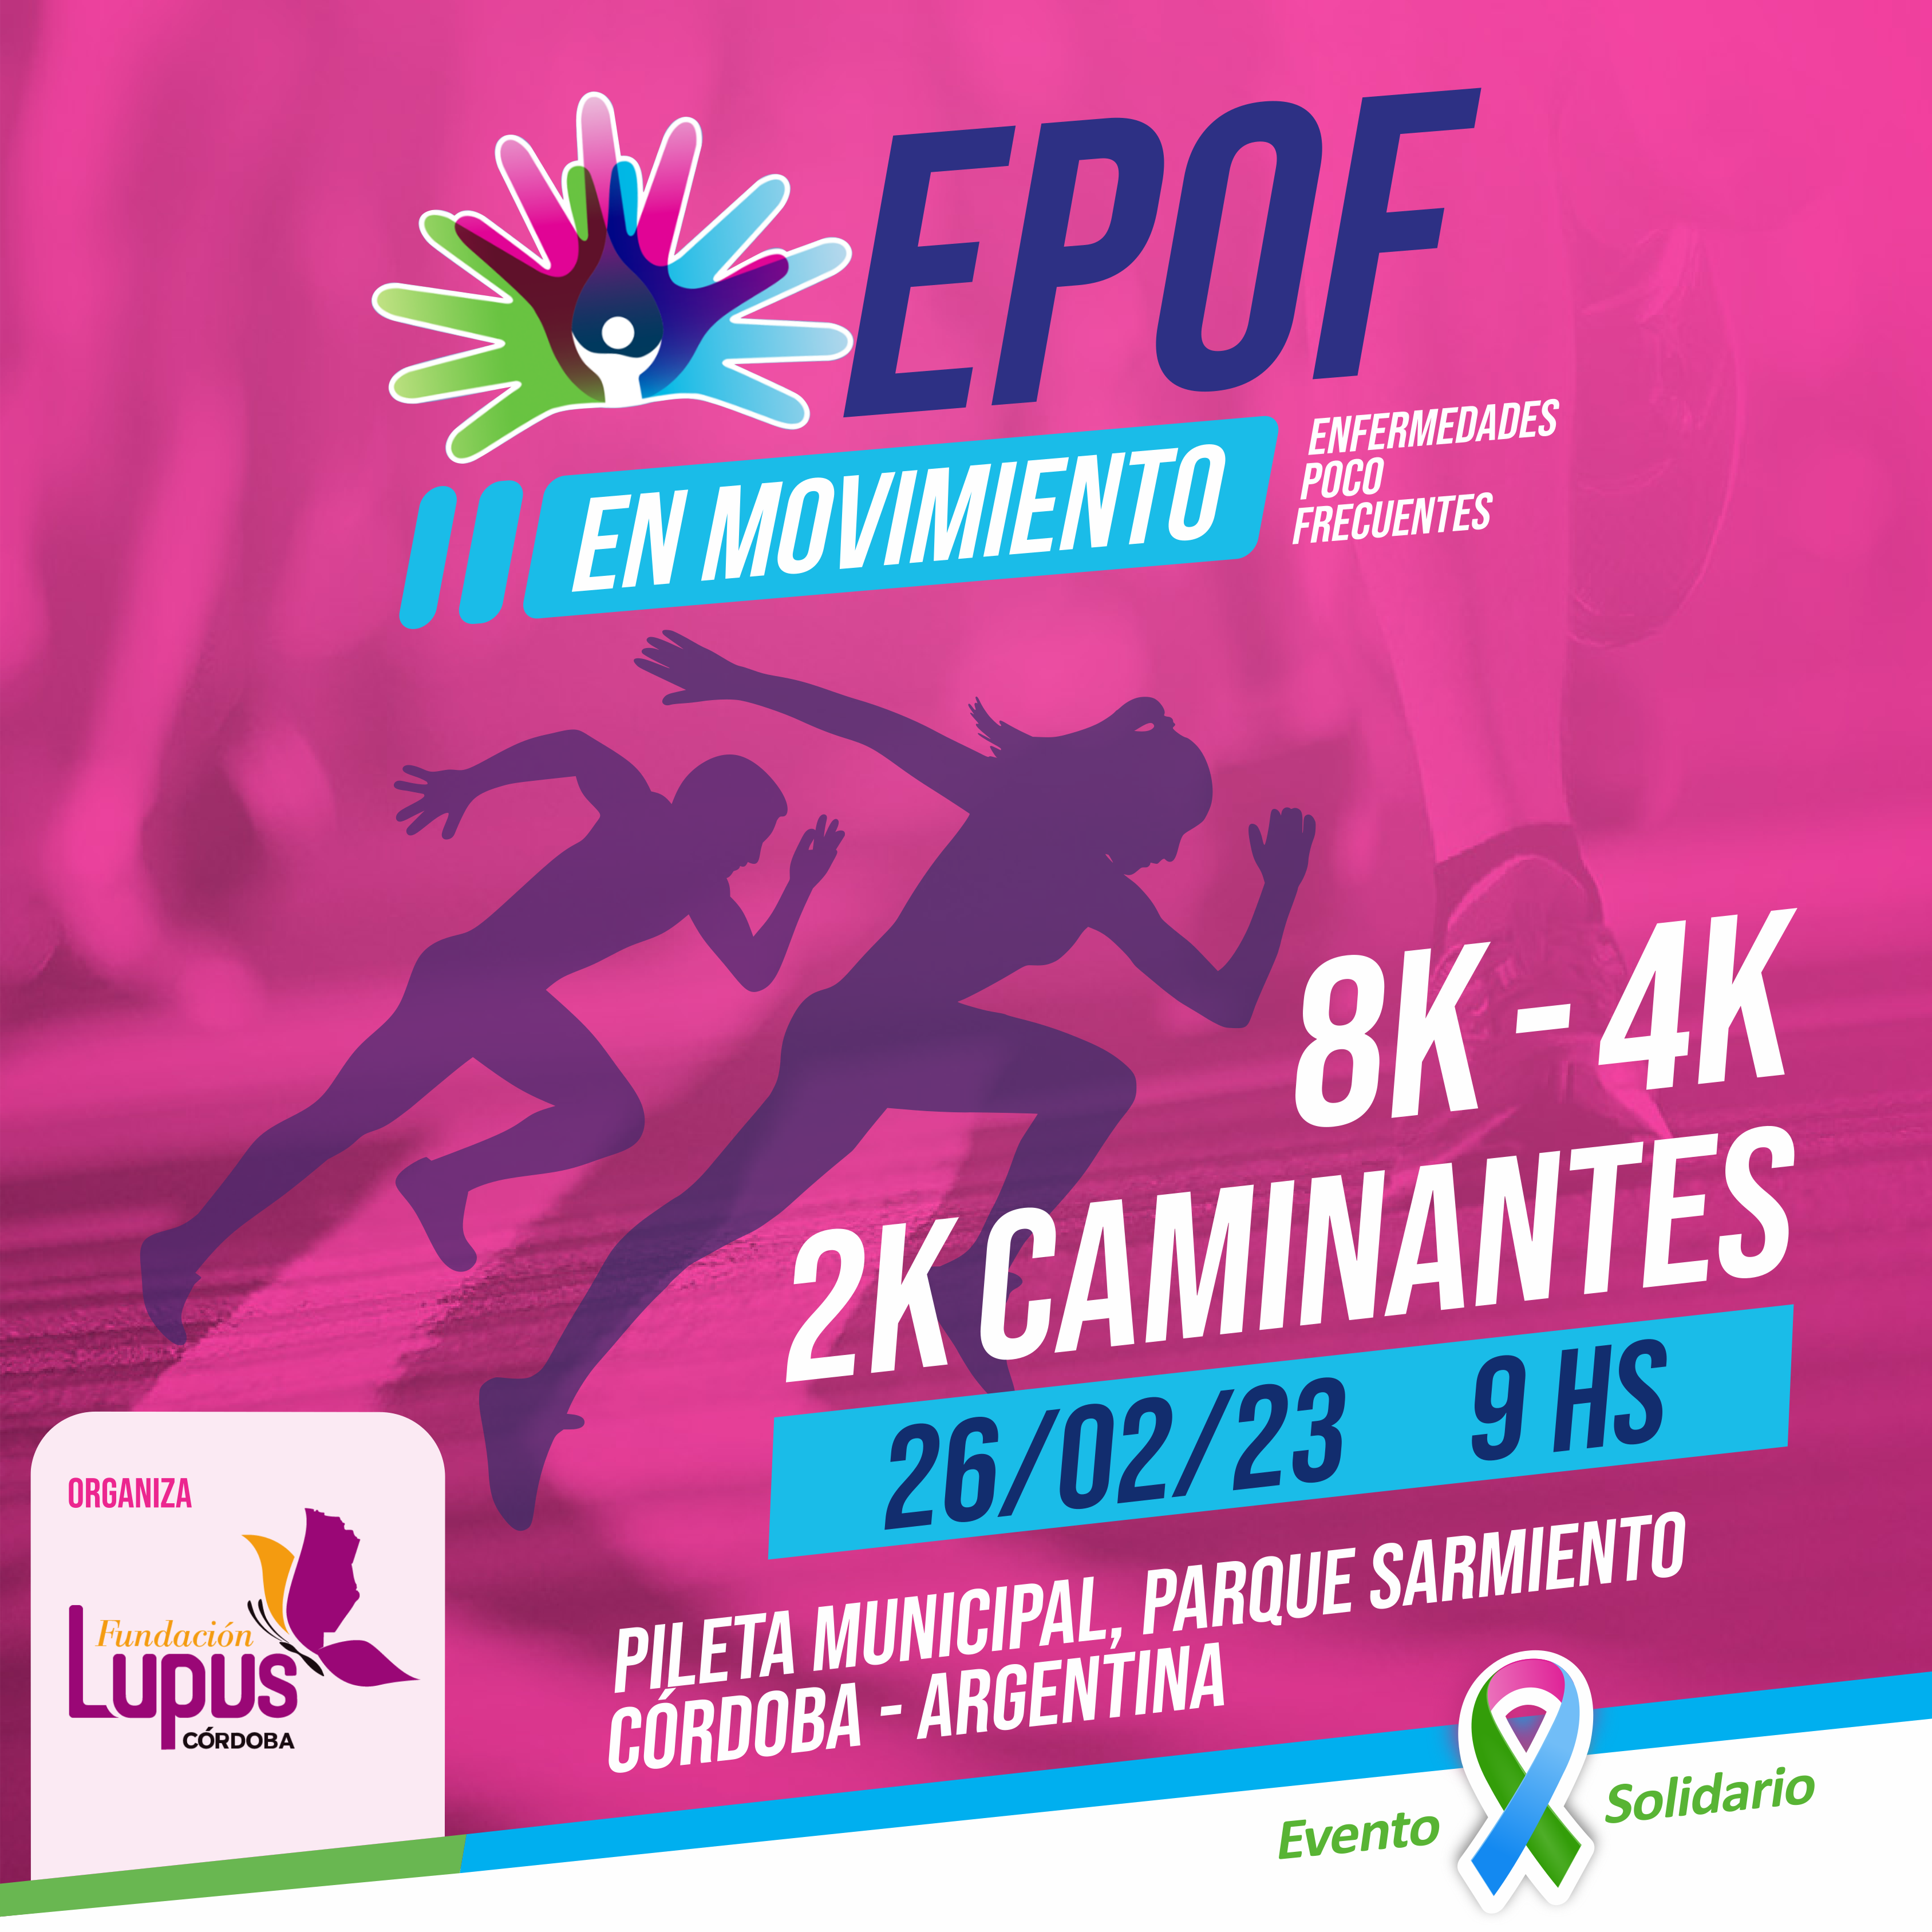 EPOF
EN MOVIMIENTO
ENFERMEDADES
POCO
FRECUENTES
8K - 4K
2K CAMINANTES
26/02/23 9 HS
PILETA MUNICIPAL, PARQUE SARMIENTO
CÓRDOBA - ARGENTINA
ORGANIZA
Fundación
Lupus
CÓRDOBA
Evento Solidario